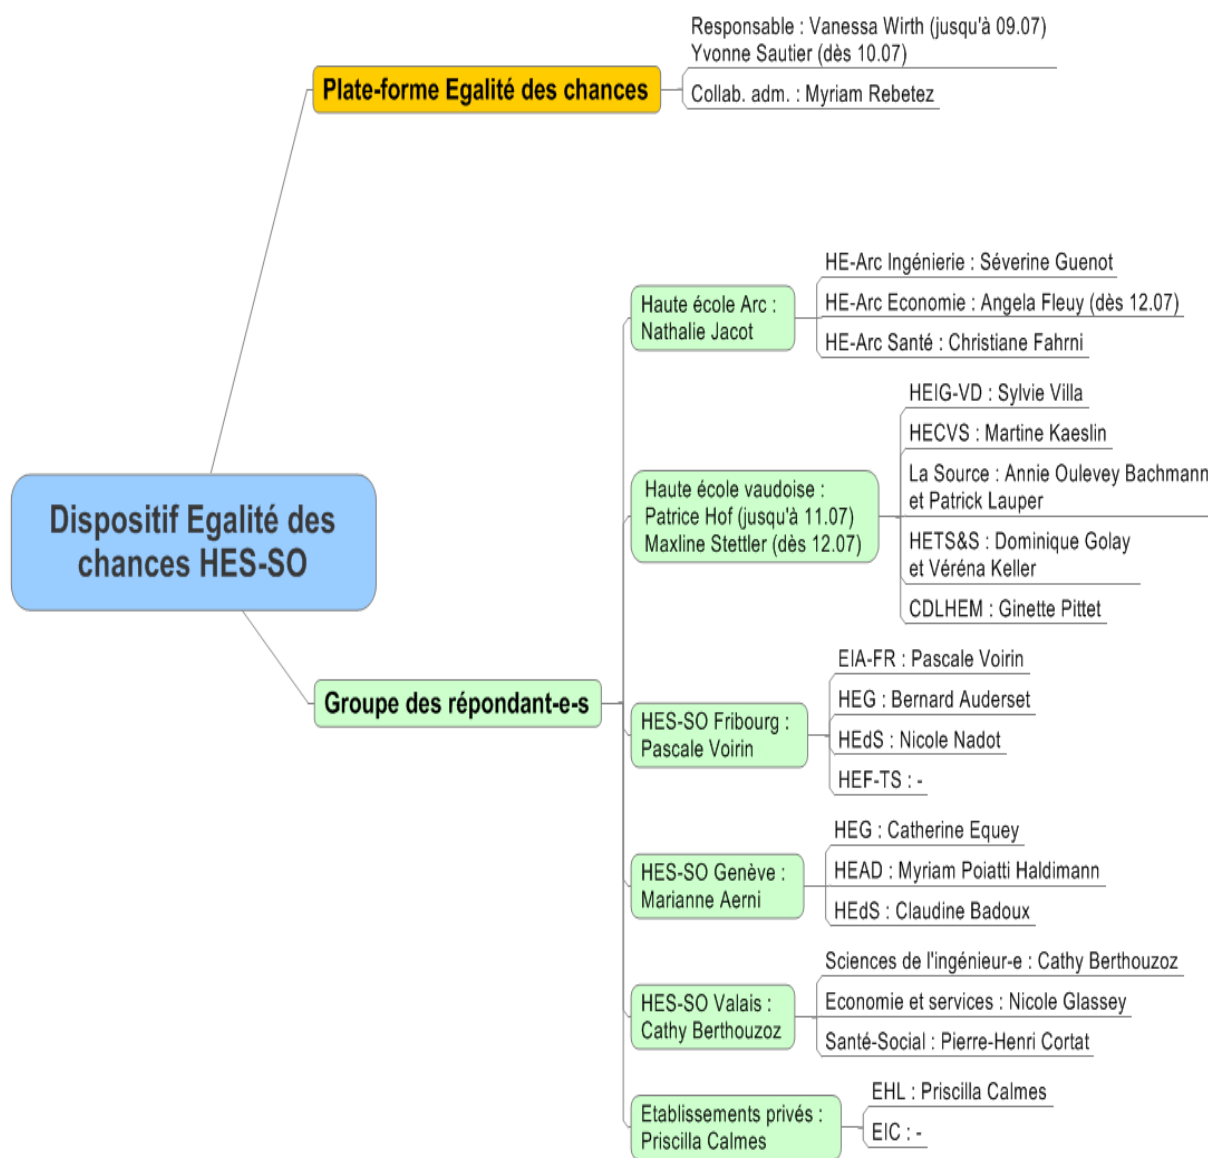 Responsable : Vanessa Wirth (jusqu'à 09.07)
Yvonne Sautier (dès 10.07)
Plate-forme Egalité des chances
Collab. adm. : Myriam Rebetez
HE-Arc Ingénierie : Séverine Guenot
Haute école Arc :
Nathalie Jacot
HE-Arc Economie : Angela Fleuy (dès 12.07)
HE-Arc Santé : Christiane Fahrni
HEIG-VD : Sylvie Villa
HECVS : Martine Kaeslin
La Source : Annie Oulevey Bachmann
et Patrick Lauper
Haute école vaudoise :
Patrice Hof (jusqu'à 11.07)
Maxline Stettler (dès 12.07)
HETS&S : Dominique Golay
et Véréna Keller
CDLHEM : Ginette Pittet
Dispositif Egalité des
chances HES-SO
Groupe des répondant-e-s
EIA-FR : Pascale Voirin
HEG : Bernard Auderset
HES-SO Fribourg :
Pascale Voirin
HEdS : Nicole Nadot
HEF-TS : -
HEG : Catherine Equey
HES-SO Genève :
Marianne Aerni
HEAD : Myriam Poiatti Haldimann
HEdS : Claudine Badoux
Sciences de l'ingénieur-e : Cathy Berthouzoz
HES-SO Valais :
Cathy Berthouzoz
Economie et services : Nicole Glassey
Santé-Social : Pierre-Henri Cortat
EHL : Priscilla Calmes
Etablissements privés :
Priscilla Calmes
EIC : -